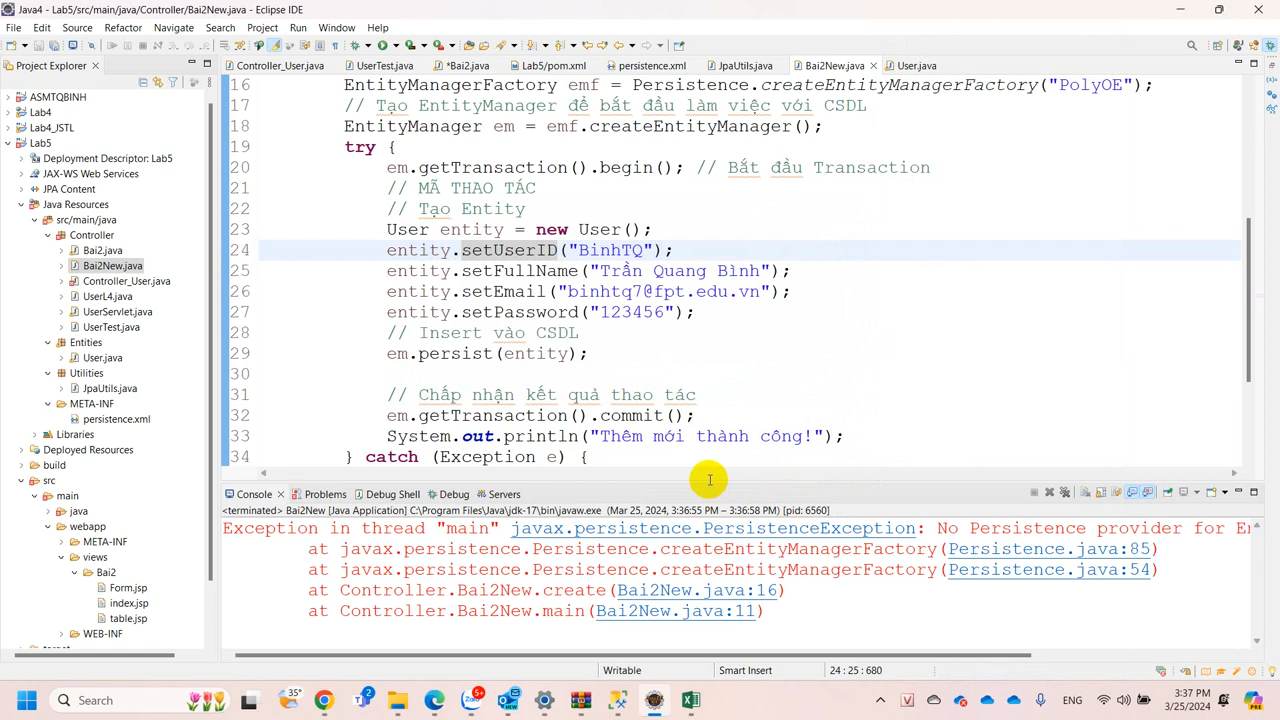 Java4 - Lab5/src/main/java/Controller/Bai2New.java - Eclipse IDE
File Edit Source Refactor Navigate Search Project Run Window Help
Project Explorer
Controller_User.java UserTest.java *Bai2.java Lab5/pom.xml persistence.xml JpaUtils.java Bai2New.java User.java
ASMTQBINH
Lab4
Lab4_JSTL
Lab5
Deployment Descriptor: Lab5
JAX-WS Web Services
JPA Content
Java Resources
src/main/java
Controller
Bai2.java
Bai2New.java
Controller_User.java
UserL4.java
UserServlet.java
UserTest.java
Entities
User.java
Utilities
JpaUtils.java
META-INF
persistence.xml
Libraries
Deployed Resources
build
src
main
java
webapp
META-INF
views
Bai2
Form.jsp
index.jsp
table.jsp
WEB-INF
16 EntityManagerFactory emf = Persistence.createEntityManagerFactory("PolyOE");
17 // Tạo EntityManager để bắt đầu làm việc với CSDL
18 EntityManager em = emf.createEntityManager();
19 try {
20 em.getTransaction().begin(); // Bắt đầu Transaction
21 // MÃ THAO TÁC
22 // Tạo Entity
23 User entity = new User();
24 entity.setUserID("BinhTQ");
25 entity.setFullName("Trần Quang Bình");
26 entity.setEmail("binhtq7@fpt.edu.vn");
27 entity.setPassword("123456");
28 // Insert vào CSDL
29 em.persist(entity);
30
31 // Chấp nhận kết quả thao tác
32 em.getTransaction().commit();
33 System.out.println("Thêm mới thành công!");
34 } catch (Exception e) {
Console Problems Debug Shell Debug Servers
<terminated> Bai2New [Java Application] C:\Program Files\Java\jdk-17\bin\javaw.exe (Mar 25, 2024, 3:36:55 PM – 3:36:58 PM) [pid: 6560]
Exception in thread "main" javax.persistence.PersistenceException: No Persistence provider for
at javax.persistence.Persistence.createEntityManagerFactory(Persistence.java:85)
at javax.persistence.Persistence.createEntityManagerFactory(Persistence.java:54)
at Controller.Bai2New.create(Bai2New.java:16)
at Controller.Bai2New.main(Bai2New.java:11)
Writable Smart Insert 24 : 25 : 680
Search 35° 2 5+ ENG 3:37 PM
3/25/2024